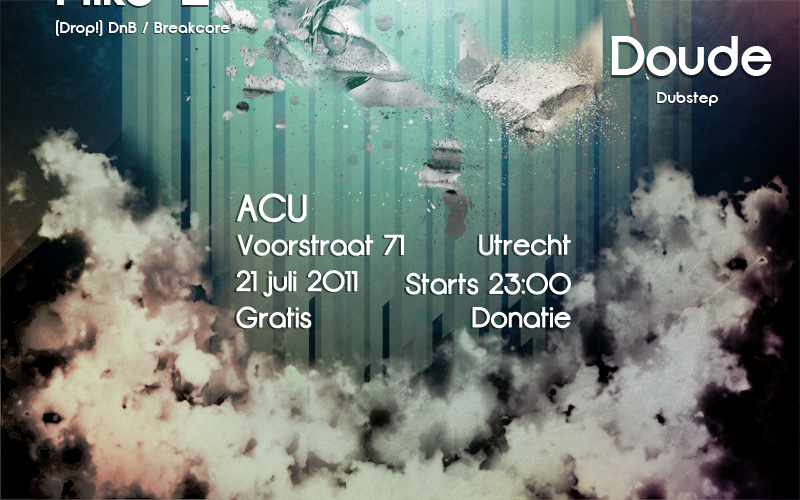 (Drop!) DnB / Breakcore
Doude
Dubstep
ACU
Voorstraat 71 Utrecht
21 juli 2011 Starts 23:00
Gratis Donatie